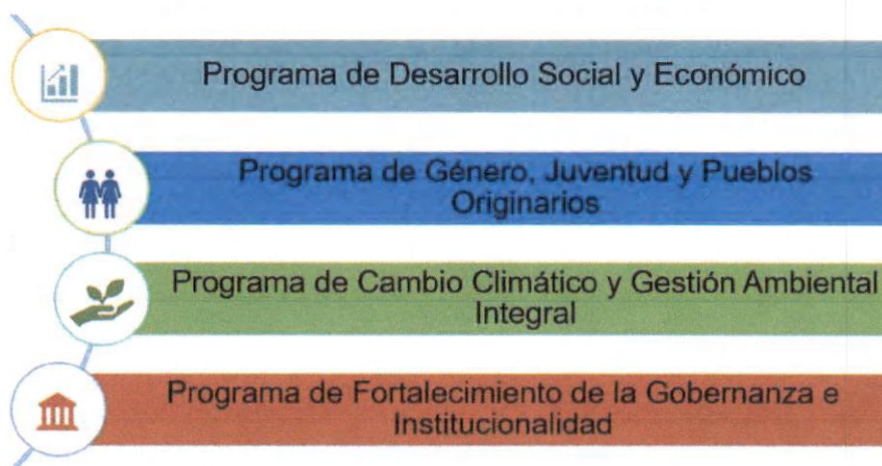 Programa de Desarrollo Social y Económico
Programa de Género, Juventud y Pueblos
Originarios
Programa de Cambio Climático y Gestión Ambiental
Integral
Programa de Fortalecimiento de la Gobernanza e
Institucionalidad